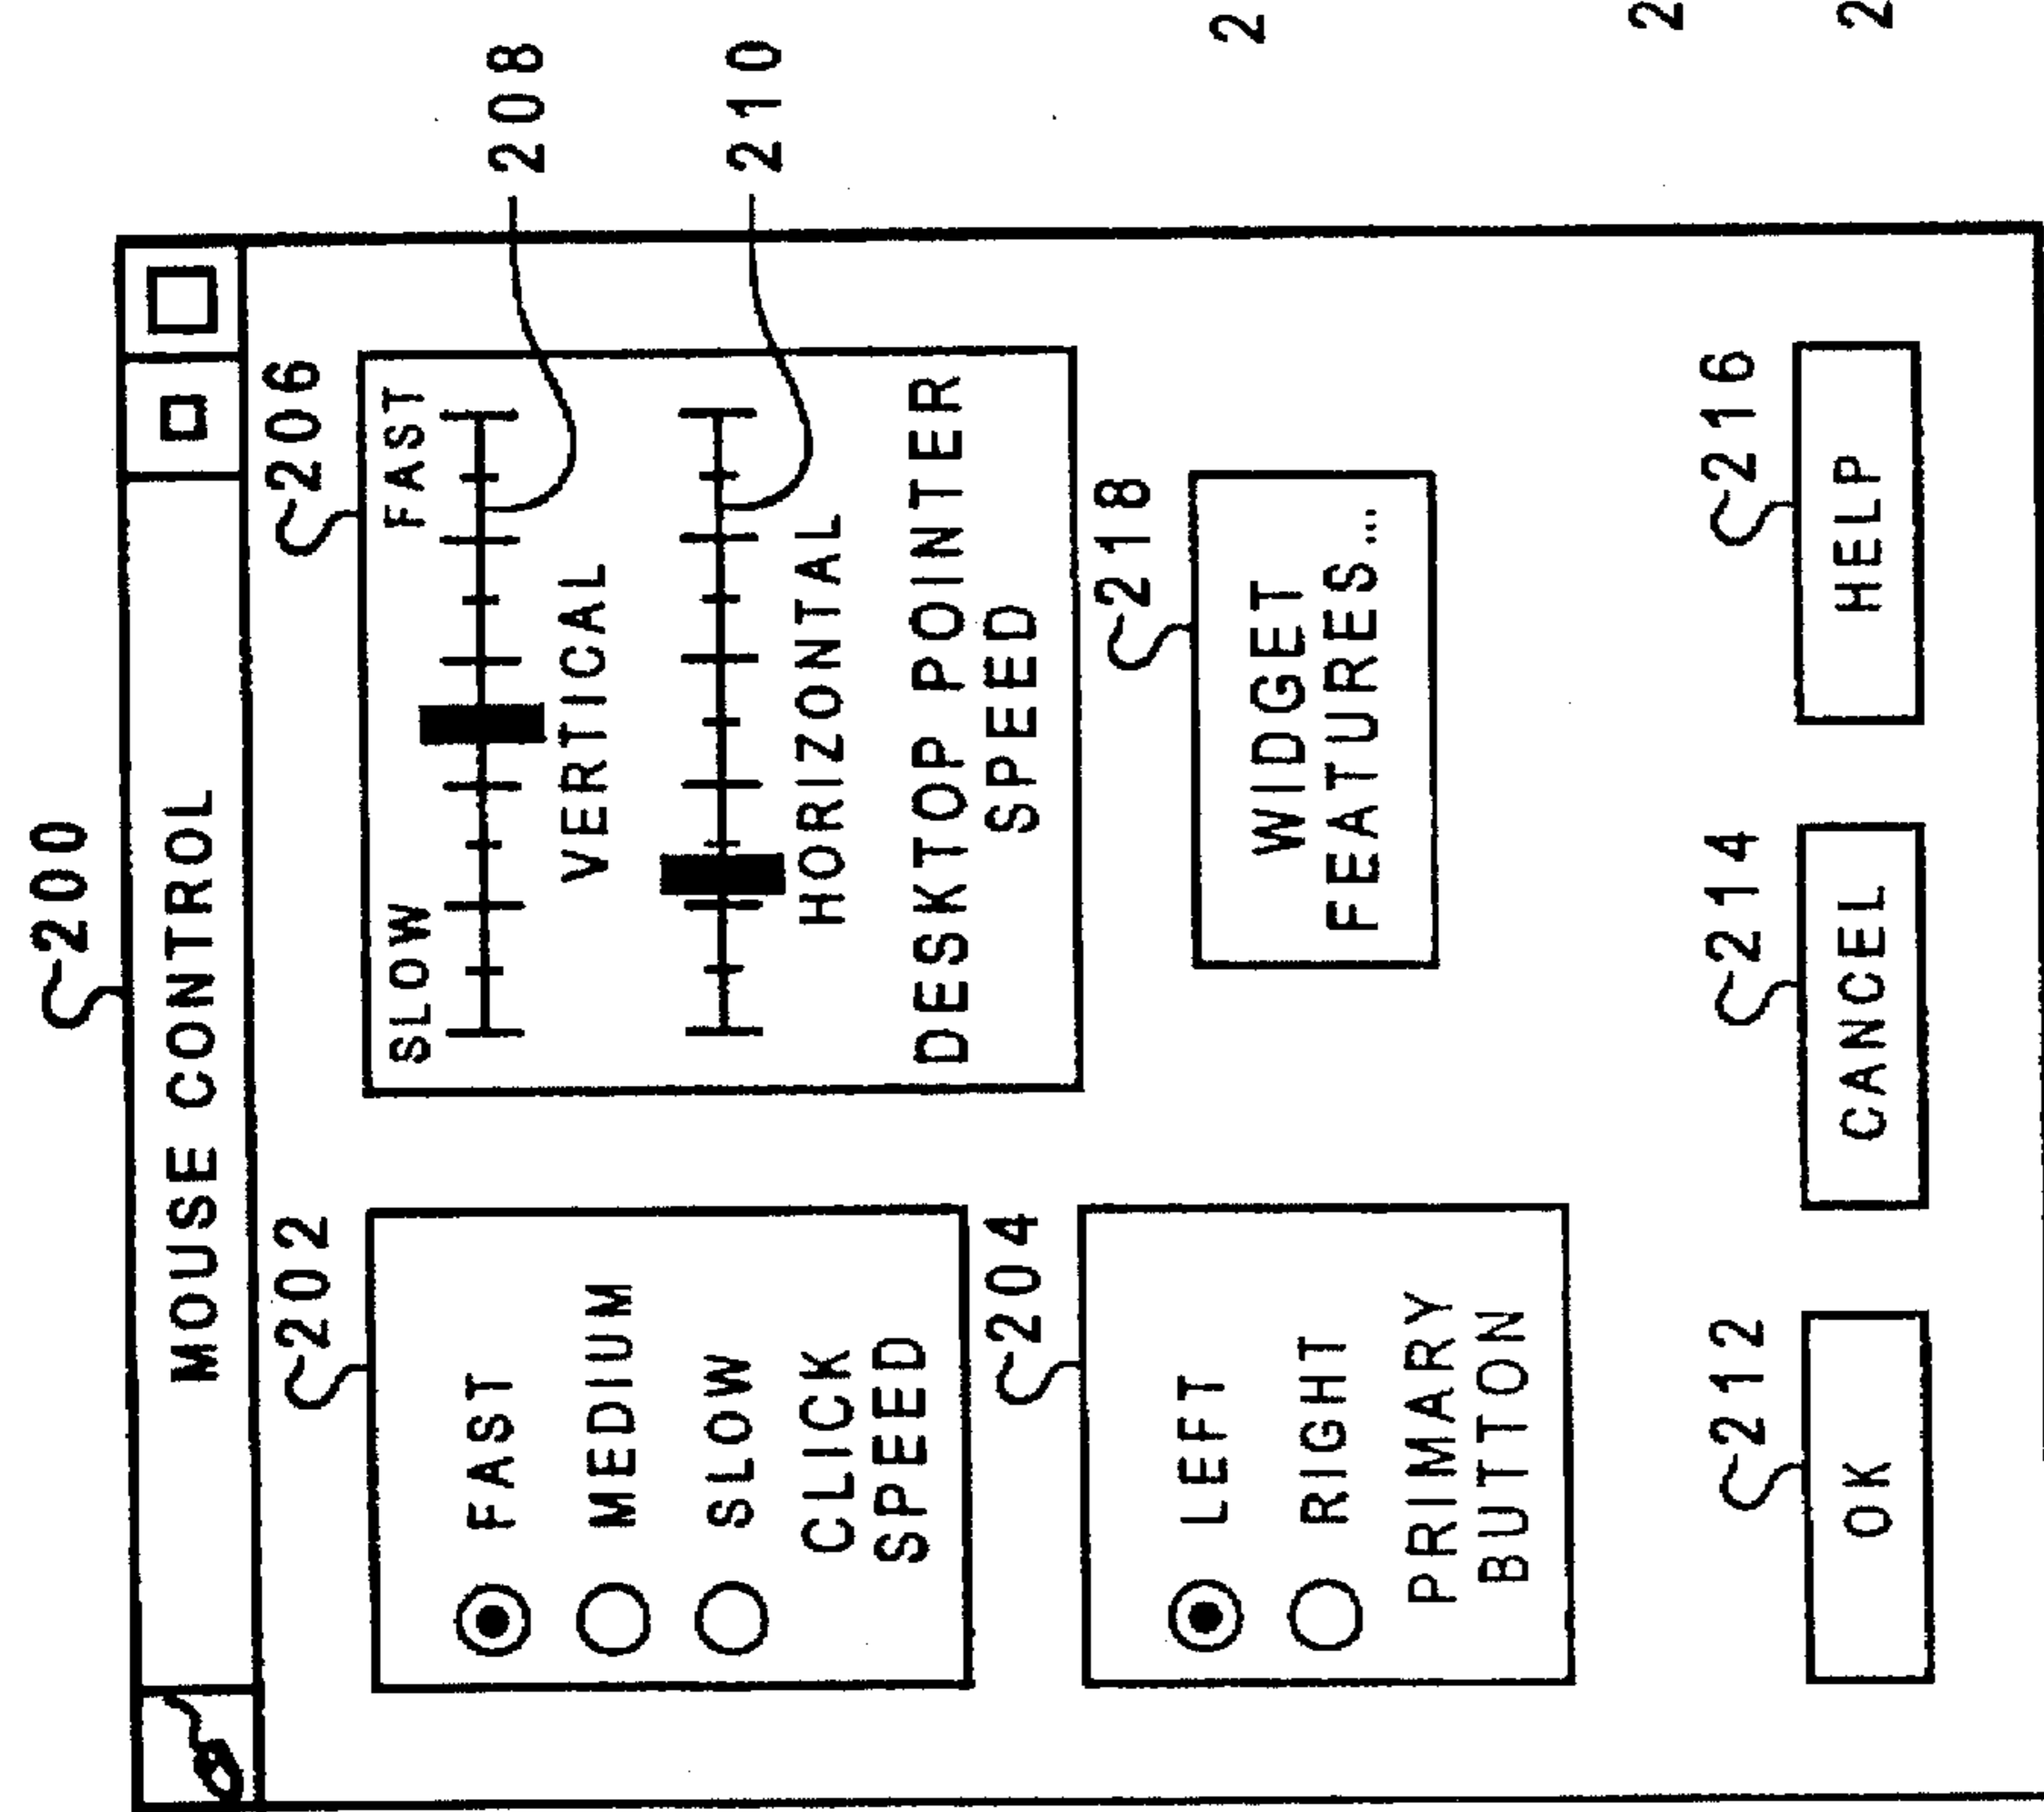 200
MOUSE CONTROL
202
FAST
MEDIUM
SLOW
CLICK
SPEED
206
SLOW FAST
208
VERTICAL
210
HORIZONTAL
DESKTOP POINTER
SPEED
204
LEFT
RIGHT
PRIMARY
BUTTON
218
WIDGET
FEATURES...
212
OK
214
CANCEL
216
HELP
2
2
2